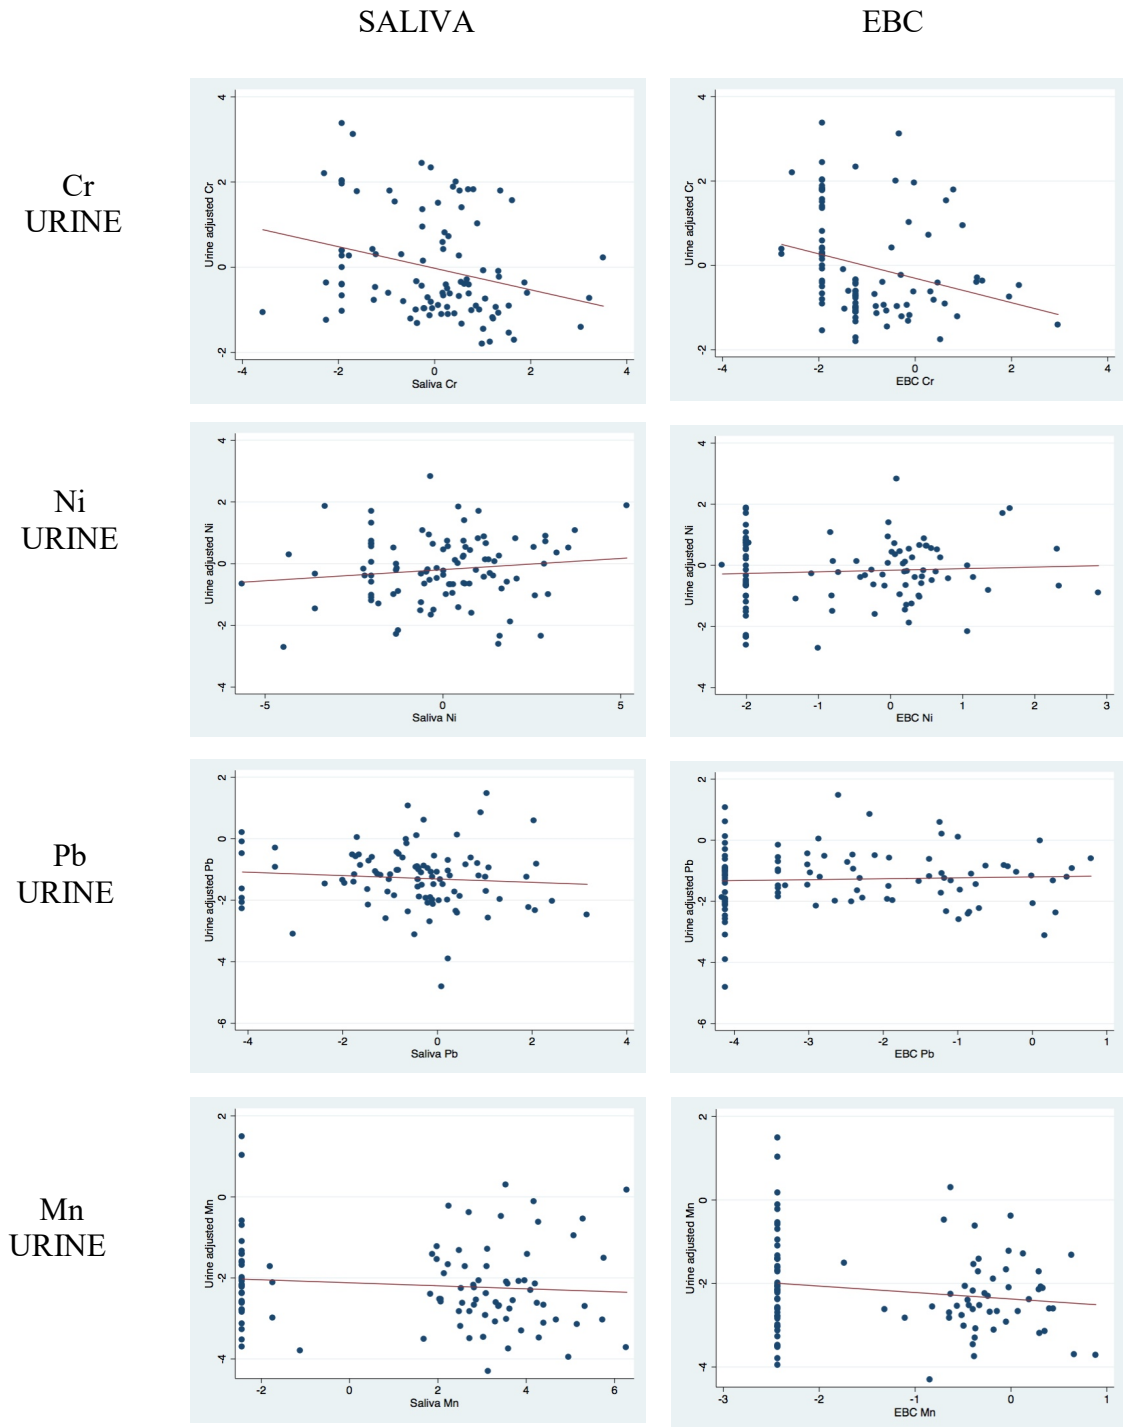 SALIVA EBC
Cr
URINE
Urine adjusted Cr
4
2
0
-2
-4 -2 0 2 4
Saliva Cr
Urine adjusted Cr
4
2
0
-2
-4 -2 0 2 4
EBC Cr
Ni
URINE
Urine adjusted Ni
4
2
0
-2
-4
-5 0 5
Saliva Ni
Urine adjusted Ni
4
2
0
-2
-4
-2 -1 0 1 2 3
EBC Ni
Pb
URINE
Urine adjusted Pb
2
0
-2
-4
-6
-4 -2 0 2 4
Saliva Pb
Urine adjusted Pb
2
0
-2
-4
-6
-4 -3 -2 -1 0 1
EBC Pb
Mn
URINE
Urine adjusted Mn
2
0
-2
-4
-2 0 2 4 6
Saliva Mn
Urine adjusted Mn
2
0
-2
-4
-3 -2 -1 0 1
EBC Mn